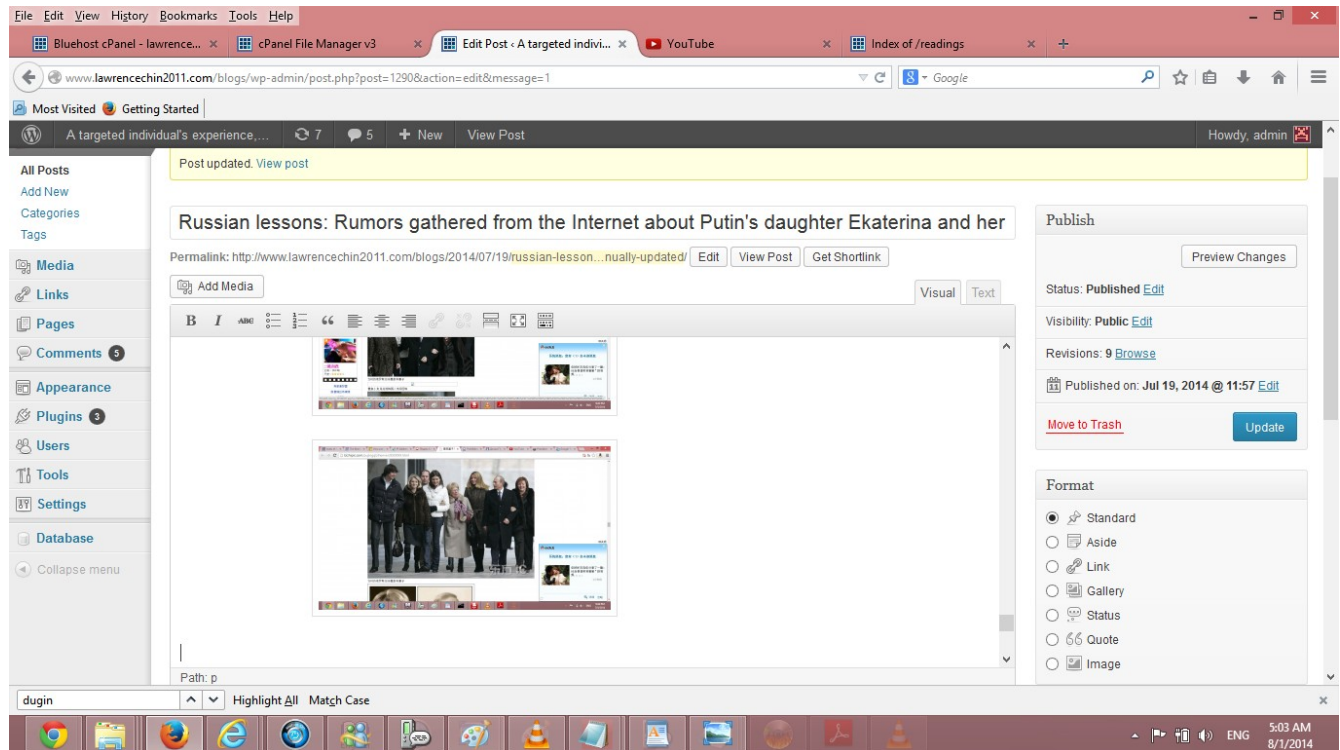 File Edit View History Bookmarks Tools Help
Bluehost cPanel - lawrence... × cPanel File Manager v3 × Edit Post ‹ A targeted indivi... × YouTube × Index of /readings × +
www.lawrencechin2011.com/blogs/wp-admin/post.php?post=1290&action=edit&message=1 Google
Most Visited Getting Started
A targeted individual's experience,... 7 5 + New View Post Howdy, admin
All Posts
Add New
Categories
Tags
Media
Links
Pages
Comments 5
Appearance
Plugins 3
Users
Tools
Settings
Database
Collapse menu
Post updated. View post
Russian lessons: Rumors gathered from the Internet about Putin's daughter Ekaterina and her
Permalink: http://www.lawrencechin2011.com/blogs/2014/07/19/russian-lesson...nually-updated/ Edit View Post Get Shortlink
Add Media
Visual Text
B I ABC
Path: p
Publish
Preview Changes
Status: Published Edit
Visibility: Public Edit
Revisions: 9 Browse
Published on: Jul 19, 2014 @ 11:57 Edit
Move to Trash Update
Format
Standard
Aside
Link
Gallery
Status
Quote
Image
dugin Highlight All Match Case
ENG 5:03 AM
8/1/2014